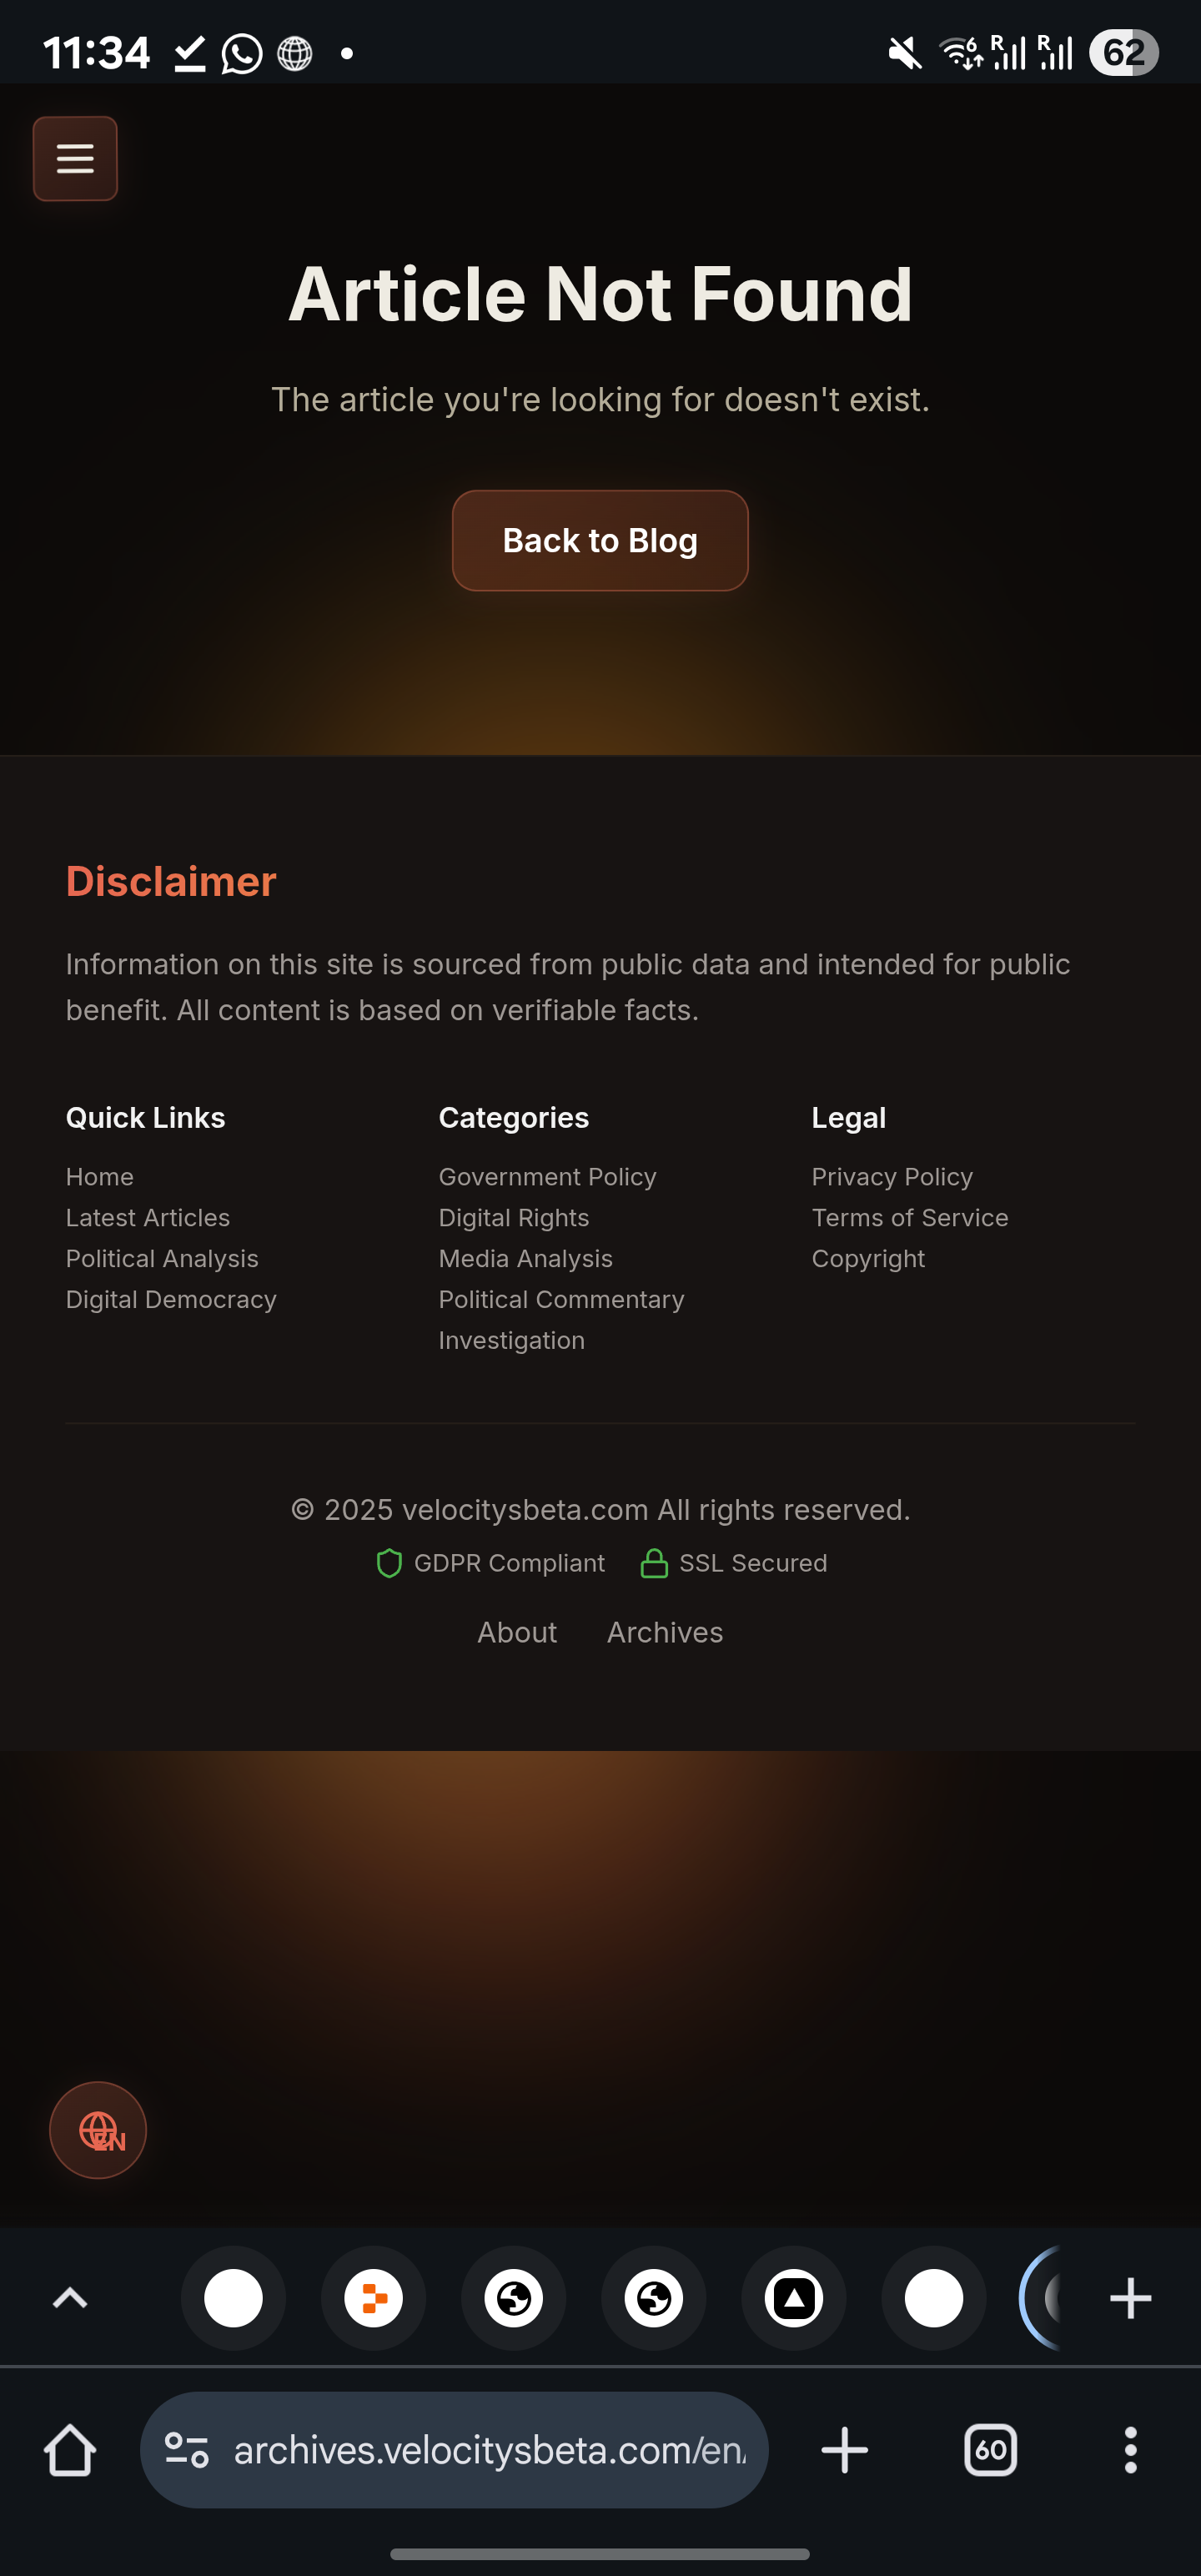 11:34
6
R
R
62
Article Not Found
The article you're looking for doesn't exist.
Back to Blog
Disclaimer
Information on this site is sourced from public data and intended for public
benefit. All content is based on verifiable facts.
Quick Links
Home
Latest Articles
Political Analysis
Digital Democracy
Categories
Government Policy
Digital Rights
Media Analysis
Political Commentary
Investigation
Legal
Privacy Policy
Terms of Service
Copyright
© 2025 velocitysbeta.com All rights reserved.
GDPR Compliant
SSL Secured
About
Archives
EN
archives.velocitysbeta.com/en/
60